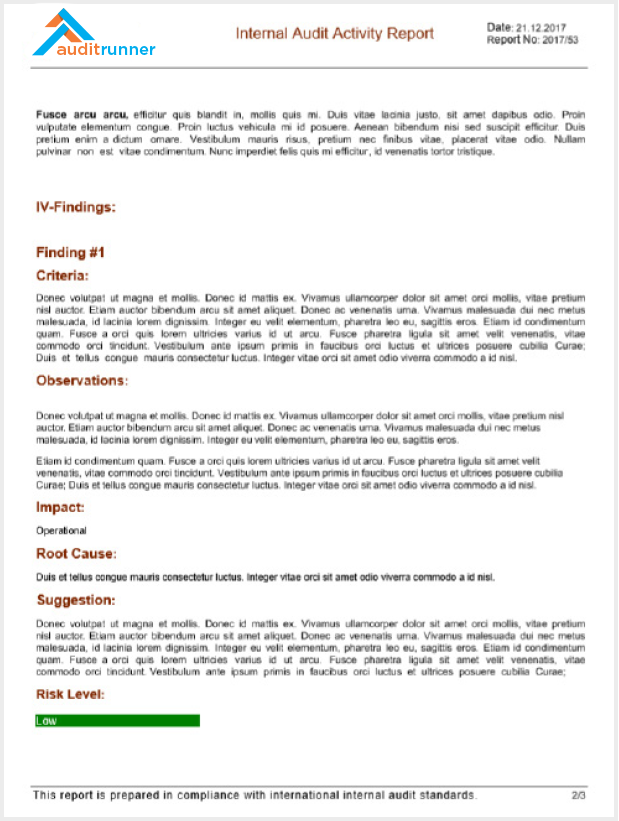 auditrunner
Internal Audit Activity Report
Date: 21.12.2017
Report No: 2017/53
Fusce arcu arcu, efficitur quis blandit in, mollis quis mi. Duis vitae lacinia justo, sit amet dapibus odio. Proin
vulputate elementum congue. Proin luctus vehicula mi id posuere. Aenean bibendum nisi sed suscipit efficitur. Duis
pretium enim a dictum ornare. Vestibulum mauris risus, pretium nec finibus vitae, placerat vitae odio. Nullam
pulvinar non est vitae condimentum. Nunc imperdiet felis quis mi efficitur, id venenatis tortor tristique.
IV-Findings:
Finding #1
Criteria:
Donec volutpat ut magna et mollis. Donec id mattis ex. Vivamus ullamcorper dolor sit amet orci mollis, vitae pretium
nisl auctor. Etiam auctor bibendum arcu sit amet aliquet. Donec ac venenatis urna. Vivamus malesuada dui nec metus
malesuada, id lacinia lorem dignissim. Integer eu velit elementum, pharetra leo eu, sagittis eros. Etiam id condimentum
quam. Fusce a orci quis lorem ultricies varius id ut arcu. Fusce pharetra ligula sit amet velit venenatis, vitae
commodo orci tincidunt. Vestibulum ante ipsum primis in faucibus orci luctus et ultrices posuere cubilia Curae;
Duis et tellus congue mauris consectetur luctus. Integer vitae orci sit amet odio viverra commodo a id nisl.
Observations:
Donec volutpat ut magna et mollis. Donec id mattis ex. Vivamus ullamcorper dolor sit amet orci mollis, vitae pretium nisl
auctor. Etiam auctor bibendum arcu sit amet aliquet. Donec ac venenatis urna. Vivamus malesuada dui nec metus
malesuada, id lacinia lorem dignissim. Integer eu velit elementum, pharetra leo eu, sagittis eros.
Etiam id condimentum quam. Fusce a orci quis lorem ultricies varius id ut arcu. Fusce pharetra ligula sit amet velit
venenatis, vitae commodo orci tincidunt. Vestibulum ante ipsum primis in faucibus orci luctus et ultrices posuere cubilia
Curae; Duis et tellus congue mauris consectetur luctus. Integer vitae orci sit amet odio viverra commodo a id nisl.
Impact:
Operational
Root Cause:
Duis et tellus congue mauris consectetur luctus. Integer vitae orci sit amet odio viverra commodo a id nisl.
Suggestion:
Donec volutpat ut magna et mollis. Donec id mattis ex. Vivamus ullamcorper dolor sit amet orci mollis, vitae pretium
nisl auctor. Etiam auctor bibendum arcu sit amet aliquet. Donec ac venenatis urna. Vivamus malesuada dui nec metus
malesuada, id lacinia lorem dignissim. Integer eu velit elementum, pharetra leo eu, sagittis eros. Etiam id condimentum
quam. Fusce a orci quis lorem ultricies varius id ut arcu. Fusce pharetra ligula sit amet velit venenatis, vitae
commodo orci tincidunt. Vestibulum ante ipsum primis in faucibus orci luctus et ultrices posuere cubilia Curae;
Risk Level:
Low
This report is prepared in compliance with international internal audit standards.
2/3